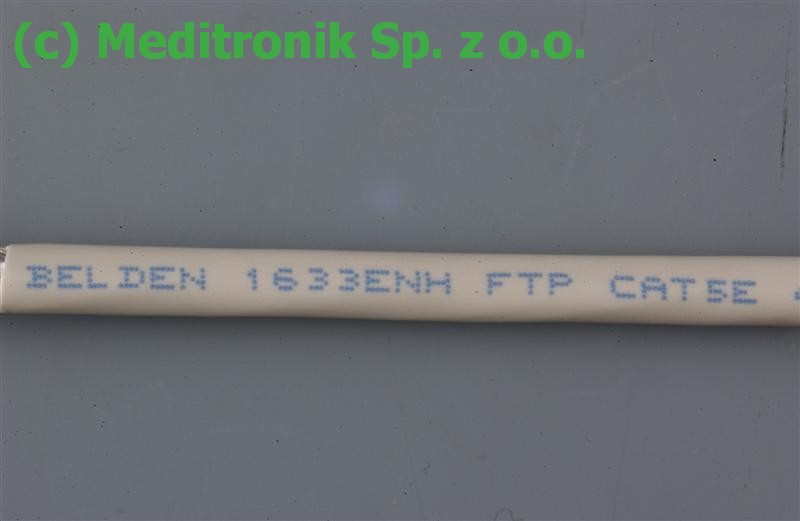 (c) Meditronik Sp. z o.o.
BELDEN 1633ENH FTP CAT5E